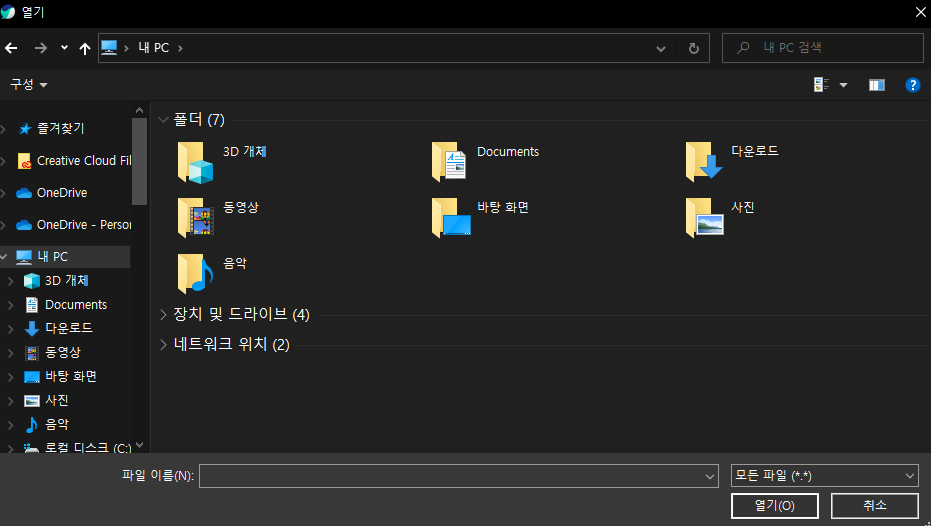 열기
내 PC
내 PC 검색
구성
즐겨찾기
Creative Cloud Fil
OneDrive
OneDrive - Person
내 PC
3D 개체
Documents
다운로드
동영상
바탕 화면
사진
음악
로컬 디스크 (C:)
폴더 (7)
3D 개체
Documents
다운로드
동영상
바탕 화면
사진
음악
장치 및 드라이브 (4)
네트워크 위치 (2)
파일 이름(N):
모든 파일 (*.*)
열기(O)
취소